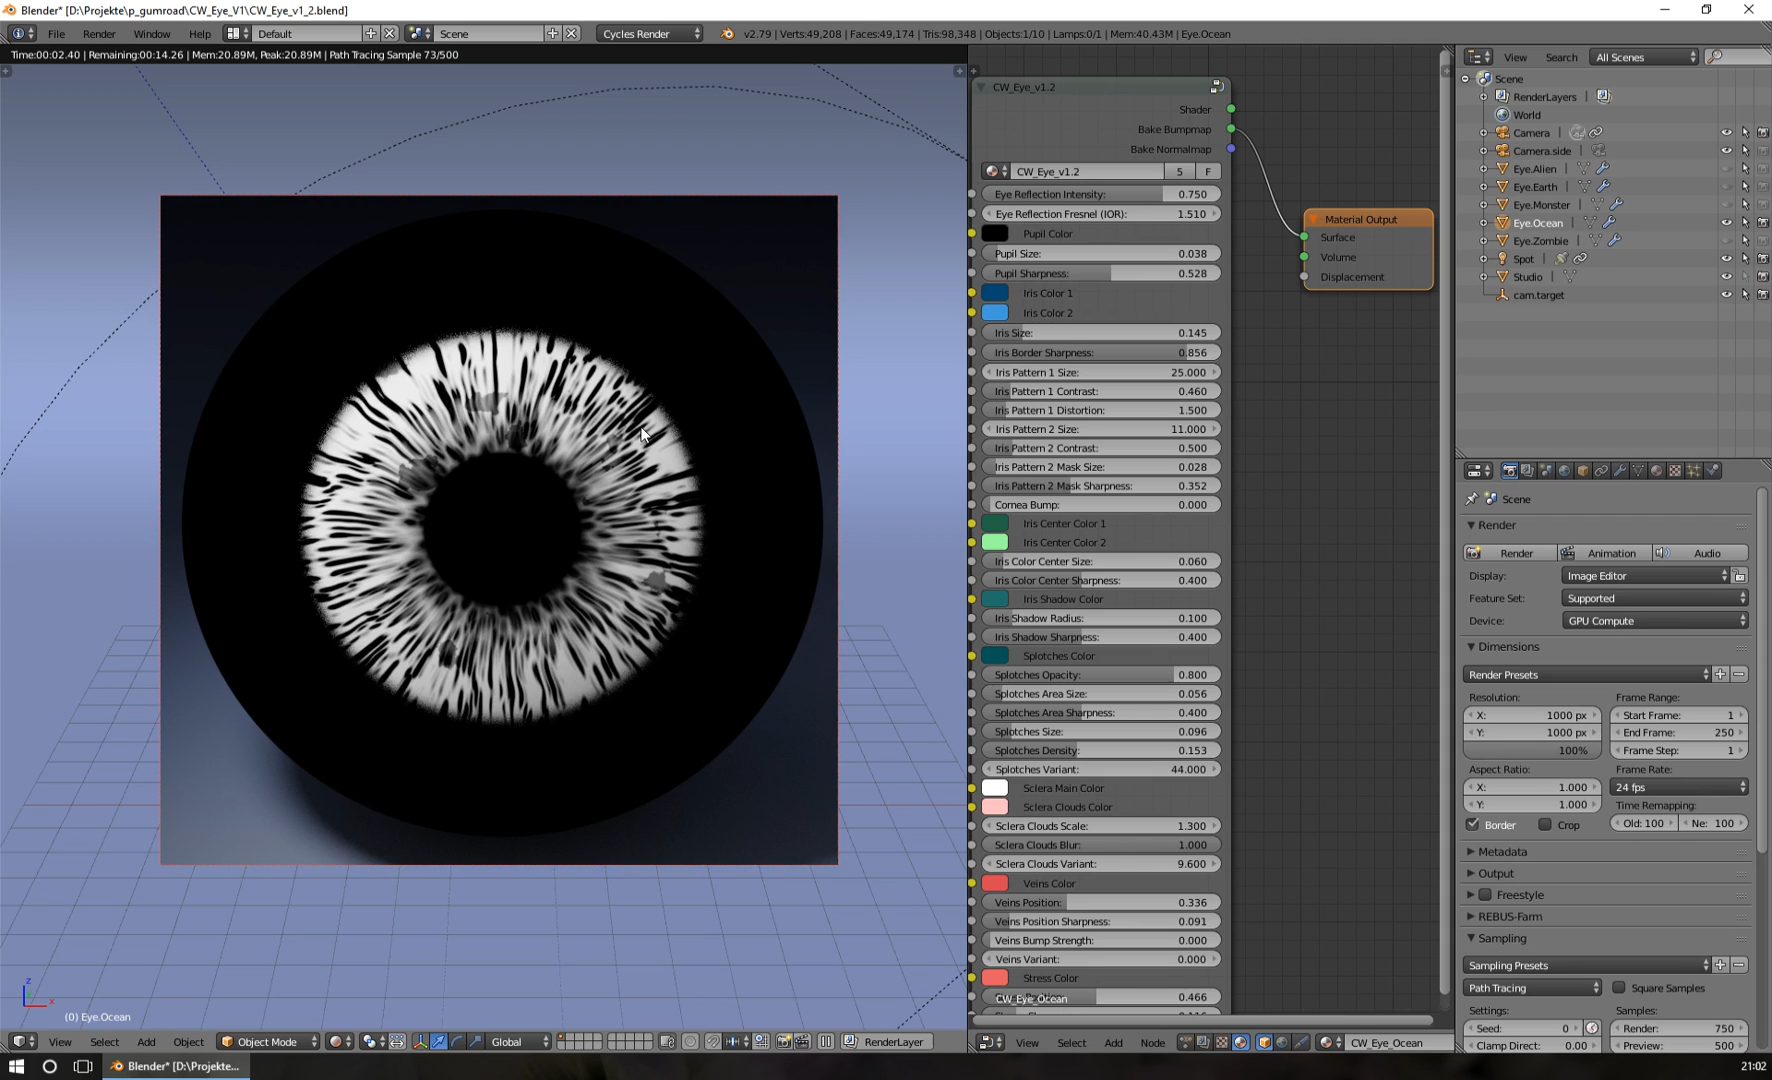 Blender* [D:\Projekte\p_gumroad\CW_Eye_V1\CW_Eye_v1_2.blend]
File Render Window Help Default Scene Cycles Render v2.79 | Verts:49,208 | Faces:49,174 | Tris:98,348 | Objects:1/10 | Lamps:0/1 | Mem:40.43M | Eye.Ocean
Time:00:02.40 | Remaining:00:14.26 | Mem:20.89M, Peak:20.89M | Path Tracing Sample 73/500
View Search All Scenes
CW_Eye_v1.2
Shader
Bake Bumpmap
Bake Normalmap
CW_Eye_v1.2 5 F
Eye Reflection Intensity: 0.750
Eye Reflection Fresnel (IOR): 1.510
Pupil Color
Pupil Size: 0.038
Pupil Sharpness: 0.528
Iris Color 1
Iris Color 2
Iris Size: 0.145
Iris Border Sharpness: 0.856
Iris Pattern 1 Size: 25.000
Iris Pattern 1 Contrast: 0.460
Iris Pattern 1 Distortion: 1.500
Iris Pattern 2 Size: 11.000
Iris Pattern 2 Contrast: 0.500
Iris Pattern 2 Mask Size: 0.028
Iris Pattern 2 Mask Sharpness: 0.352
Cornea Bump: 0.000
Iris Center Color 1
Iris Center Color 2
Iris Color Center Size: 0.060
Iris Color Center Sharpness: 0.400
Iris Shadow Color
Iris Shadow Radius: 0.100
Iris Shadow Sharpness: 0.400
Splotches Color
Splotches Opacity: 0.800
Splotches Area Size: 0.056
Splotches Area Sharpness: 0.400
Splotches Size: 0.096
Splotches Density: 0.153
Splotches Variant: 44.000
Sclera Main Color
Sclera Clouds Color
Sclera Clouds Scale: 1.300
Sclera Clouds Blur: 1.000
Sclera Clouds Variant: 9.600
Veins Color
Veins Position: 0.336
Veins Position Sharpness: 0.091
Veins Bump Strength: 0.000
Veins Variant: 0.000
Stress Color
CW_Eye_Ocean 0.466
Material Output
Surface
Volume
Displacement
Scene
RenderLayers |
World
Camera |
Camera.side |
Eye.Alien |
Eye.Earth |
Eye.Monster |
Eye.Ocean |
Eye.Zombie |
Spot |
Studio |
cam.target
Scene
Render
Render Animation Audio
Display: Image Editor
Feature Set: Supported
Device: GPU Compute
Dimensions
Render Presets
Resolution: Frame Range:
X: 1000 px Start Frame: 1
Y: 1000 px End Frame: 250
100% Frame Step: 1
Aspect Ratio: Frame Rate:
X: 1.000 24 fps
Y: 1.000 Time Remapping:
Border Crop Old: 100 Ne: 100
Metadata
Output
Freestyle
REBUS-Farm
Sampling
Sampling Presets
Path Tracing Square Samples
Settings: Samples:
Seed: 0 Render: 750
Clamp Direct: 0.00 Preview: 500
z
x
(0) Eye.Ocean
View Select Add Object Object Mode Global RenderLayer
View Select Add Node CW_Eye_Ocean
Blender* [D:\Projekte...
21:02